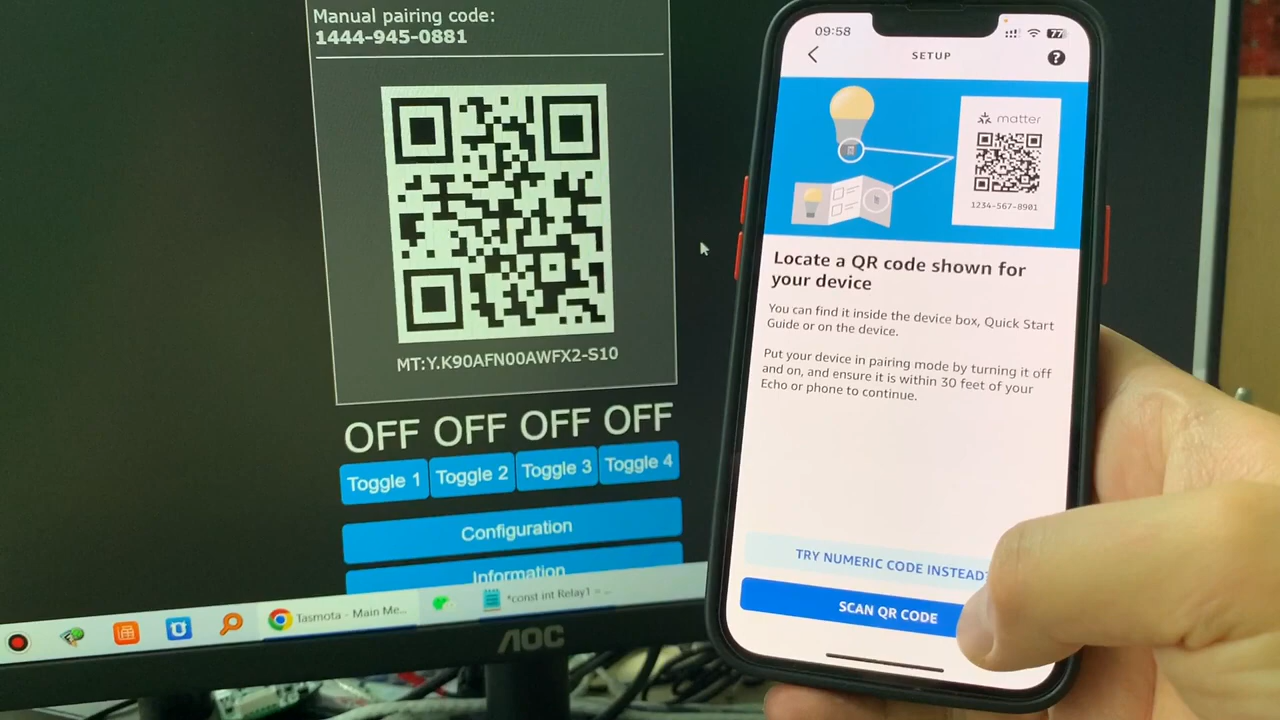 Manual pairing code:
1444-945-0881
MT:Y.K90AFN00AWFX2-S10
OFF OFF OFF OFF
Toggle 1 Toggle 2 Toggle 3 Toggle 4
Configuration
Information
Tasmota - Main Me...
*const int Relay1 = ...
AOC
09:58
77
SETUP
?
matter
1234-567-8901
Locate a QR code shown for
your device
You can find it inside the device box, Quick Start
Guide or on the device.
Put your device in pairing mode by turning it off
and on, and ensure it is within 30 feet of your
Echo or phone to continue.
TRY NUMERIC CODE INSTEAD?
SCAN QR CODE